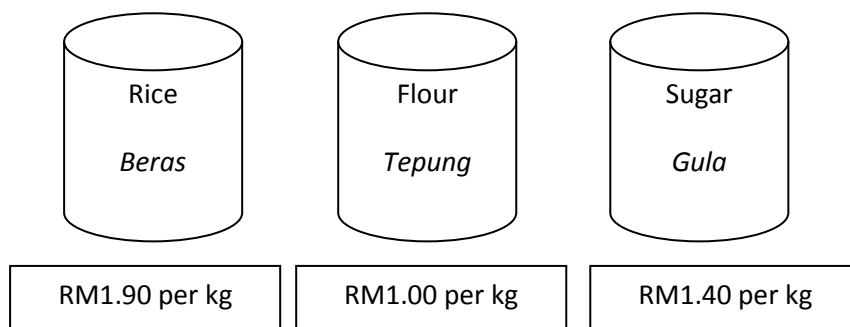 Rice
Beras
Flour
Tepung
Sugar
Gula
RM1.90 per kg
RM1.00 per kg
RM1.40 per kg